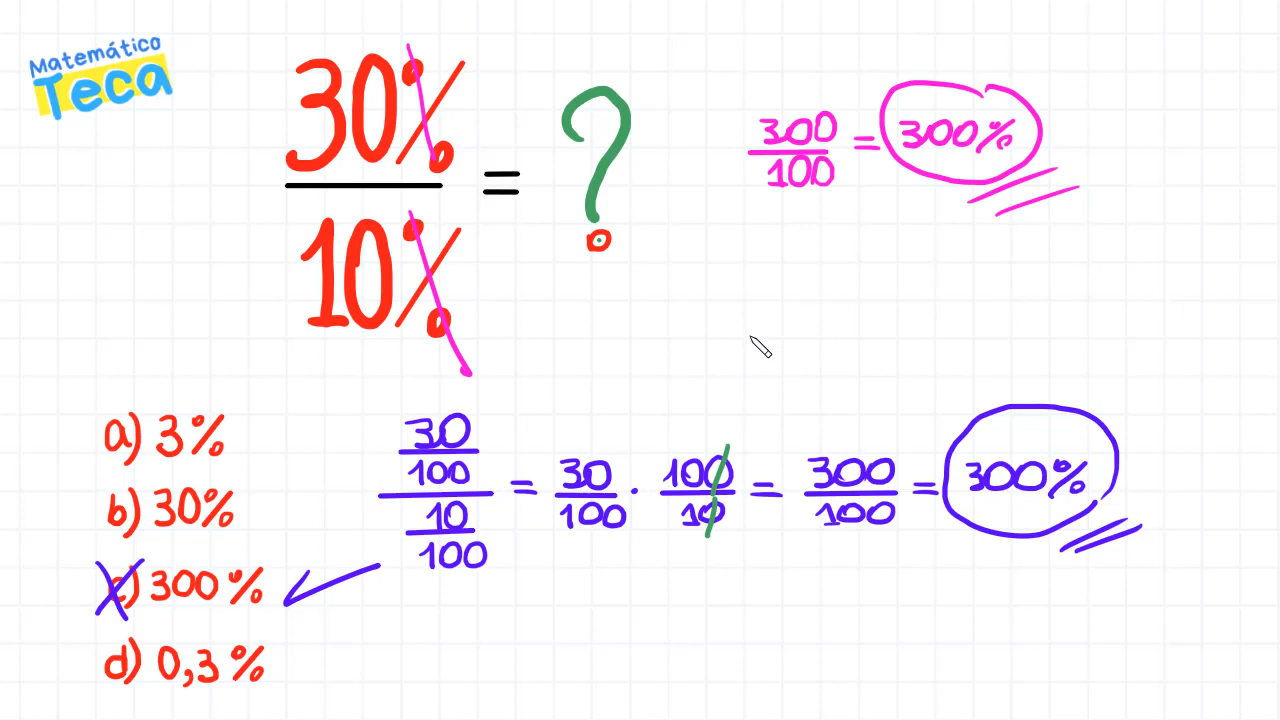 Matemático
Teca
30% / 10% = ?
300/100 = 300%
a) 3%
b) 30%
c) 300%
d) 0,3%
30/100 / 10/100 = 30/100 · 100/10 = 300/100 = 300%